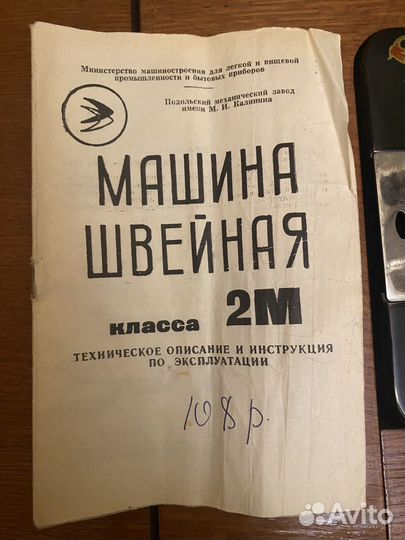 Министерство машиностроения для легкой и пищевой
промышленности и бытовых приборов
Подольский механический завод
имени М. И. Калинина
МАШИНА
ШВЕЙНАЯ
класса 2М
ТЕХНИЧЕСКОЕ ОПИСАНИЕ И ИНСТРУКЦИЯ
ПО ЭКСПЛУАТАЦИИ
108 р.
Avito